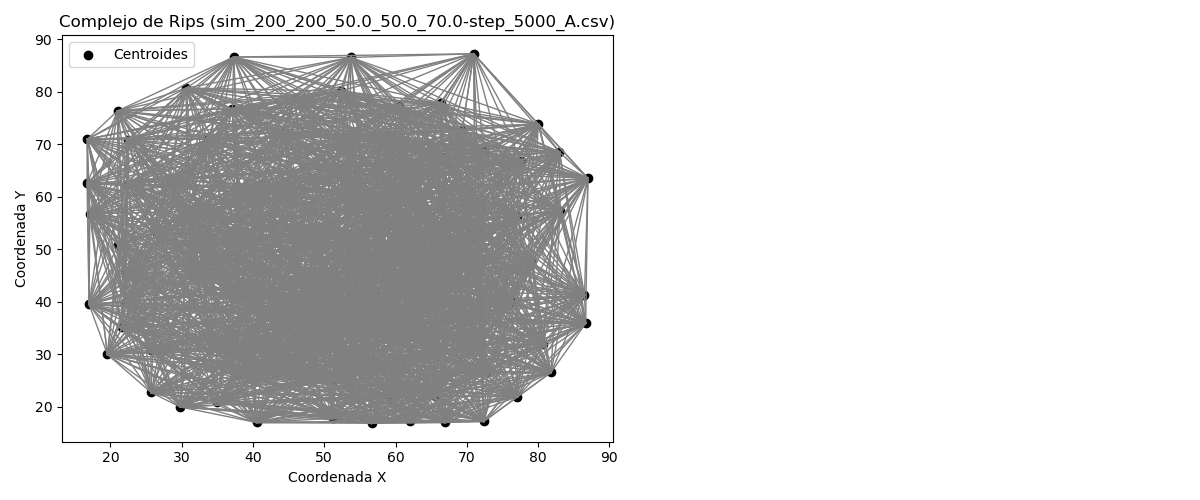 Complejo de Rips (sim_200_200_50.0_50.0_70.0-step_5000_A.csv)
Centroides
Coordenada Y
90
80
70
60
50
40
30
20
20 30 40 50 60 70 80 90
Coordenada X